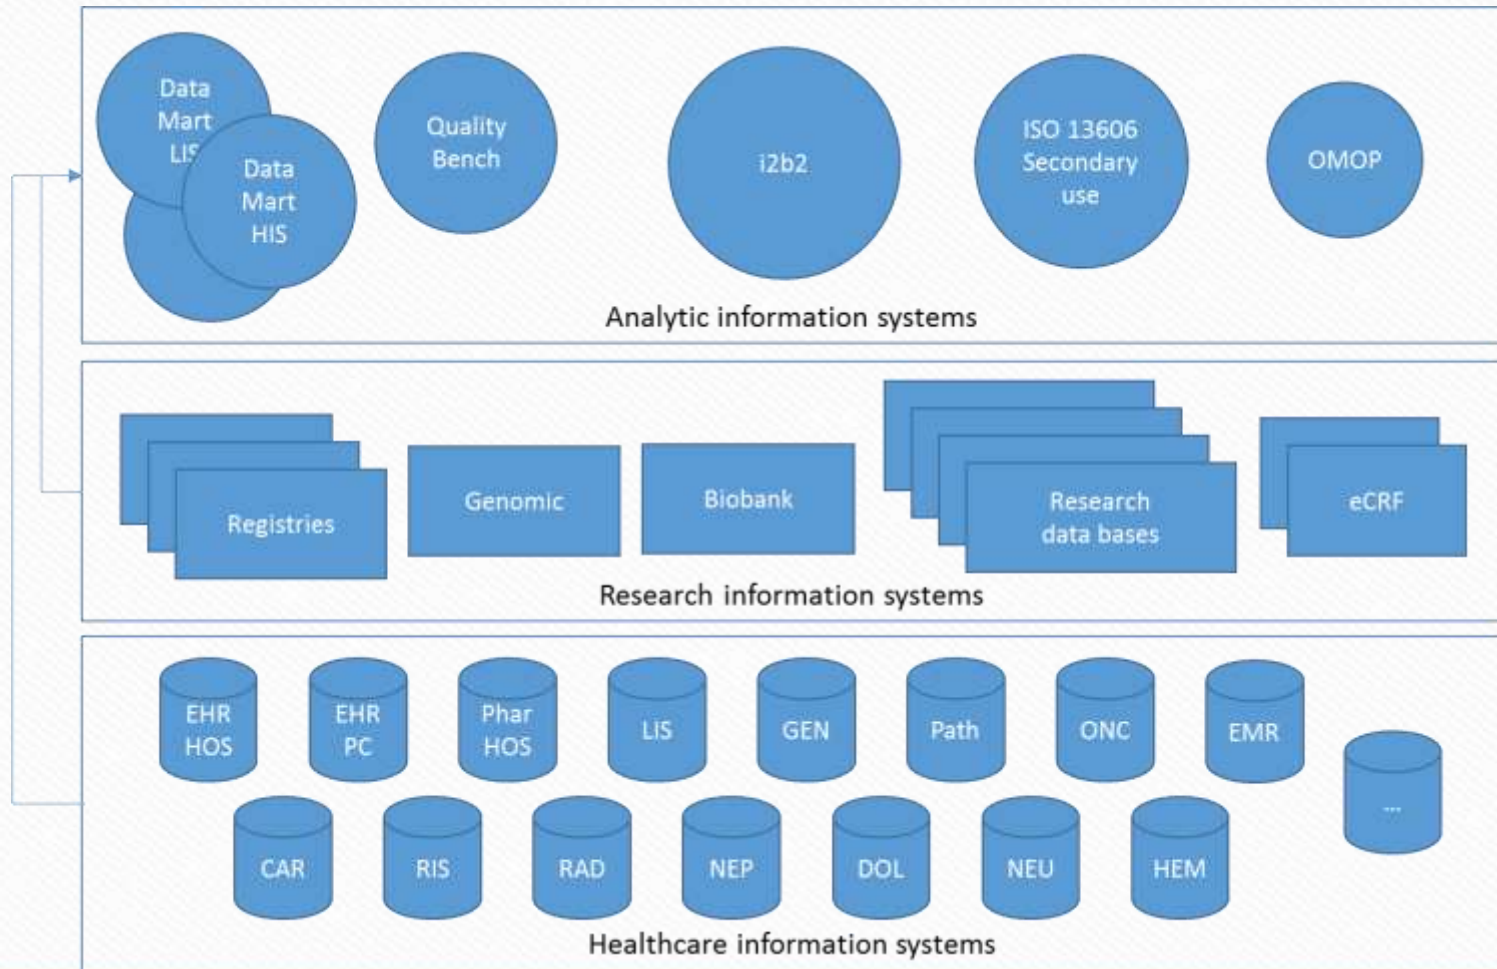 Data
Mart
LIS
Data
Mart
HIS
Quality
Bench
i2b2
ISO 13606
Secondary
use
OMOP
Analytic information systems
Registries
Genomic
Biobank
Research
data bases
eCRF
Research information systems
EHR
HOS
EHR
PC
Phar
HOS
LIS
GEN
Path
ONC
EMR
...
CAR
RIS
RAD
NEP
DOL
NEU
HEM
Healthcare information systems